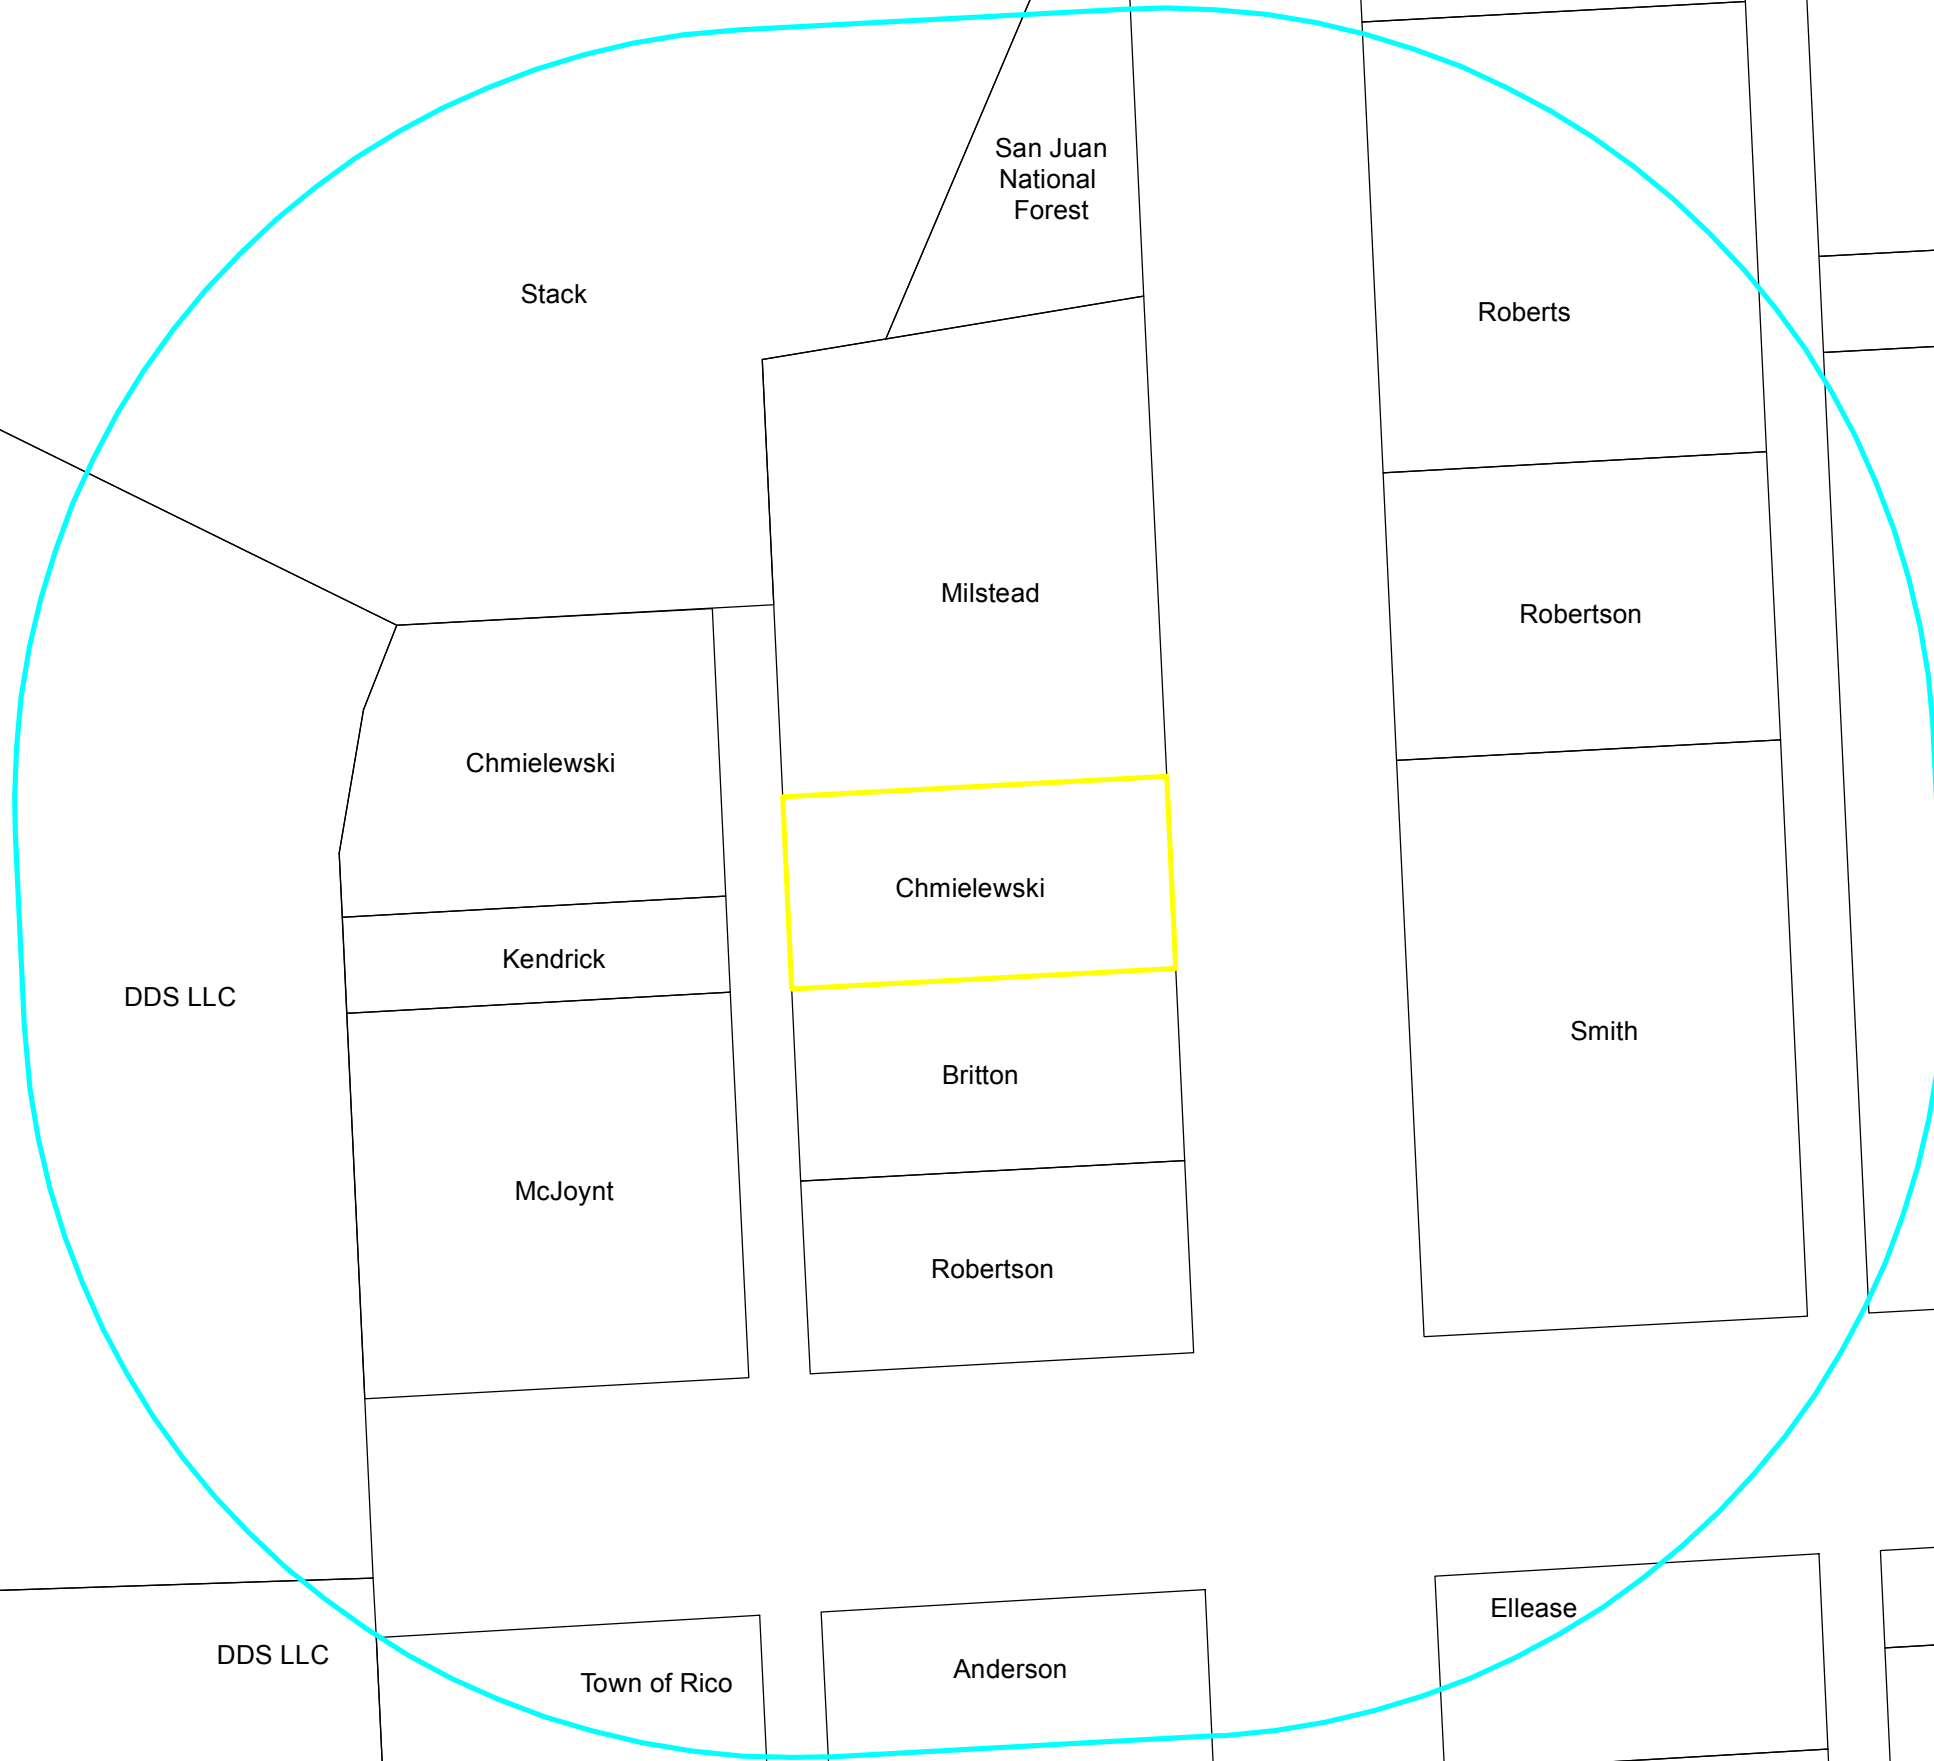 San Juan
National
Forest
Stack
Roberts
Milstead
Robertson
Chmielewski
Chmielewski
Kendrick
DDS LLC
Smith
Britton
McJoynt
Robertson
Ellease
DDS LLC
Anderson
Town of Rico